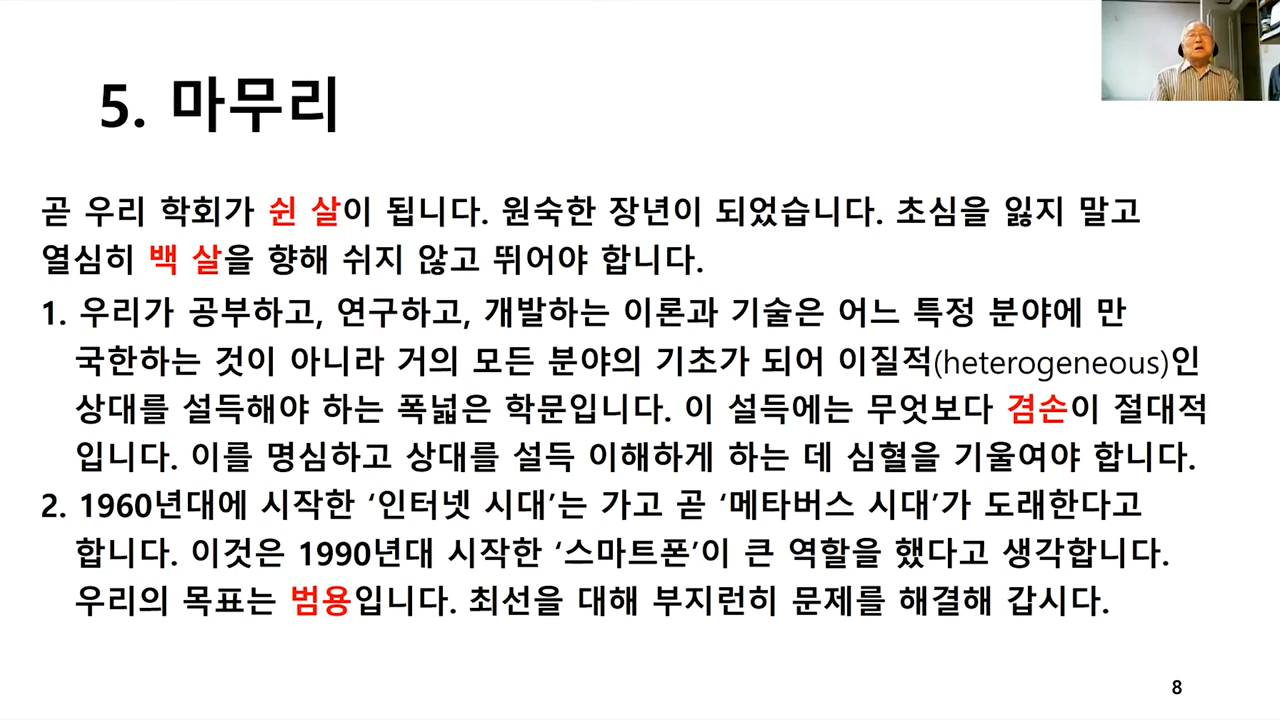 5. 마무리
곧 우리 학회가 쉰 살이 됩니다. 원숙한 장년이 되었습니다. 초심을 잃지 말고
열심히 백 살을 향해 쉬지 않고 뛰어야 합니다.
1. 우리가 공부하고, 연구하고, 개발하는 이론과 기술은 어느 특정 분야에 만
국한하는 것이 아니라 거의 모든 분야의 기초가 되어 이질적(heterogeneous)인
상대를 설득해야 하는 폭넓은 학문입니다. 이 설득에는 무엇보다 겸손이 절대적
입니다. 이를 명심하고 상대를 설득 이해하게 하는 데 심혈을 기울여야 합니다.
2. 1960년대에 시작한 ‘인터넷 시대’는 가고 곧 ‘메타버스 시대’가 도래한다고
합니다. 이것은 1990년대 시작한 ‘스마트폰’이 큰 역할을 했다고 생각합니다.
우리의 목표는 범용입니다. 최선을 대해 부지런히 문제를 해결해 갑시다.
8